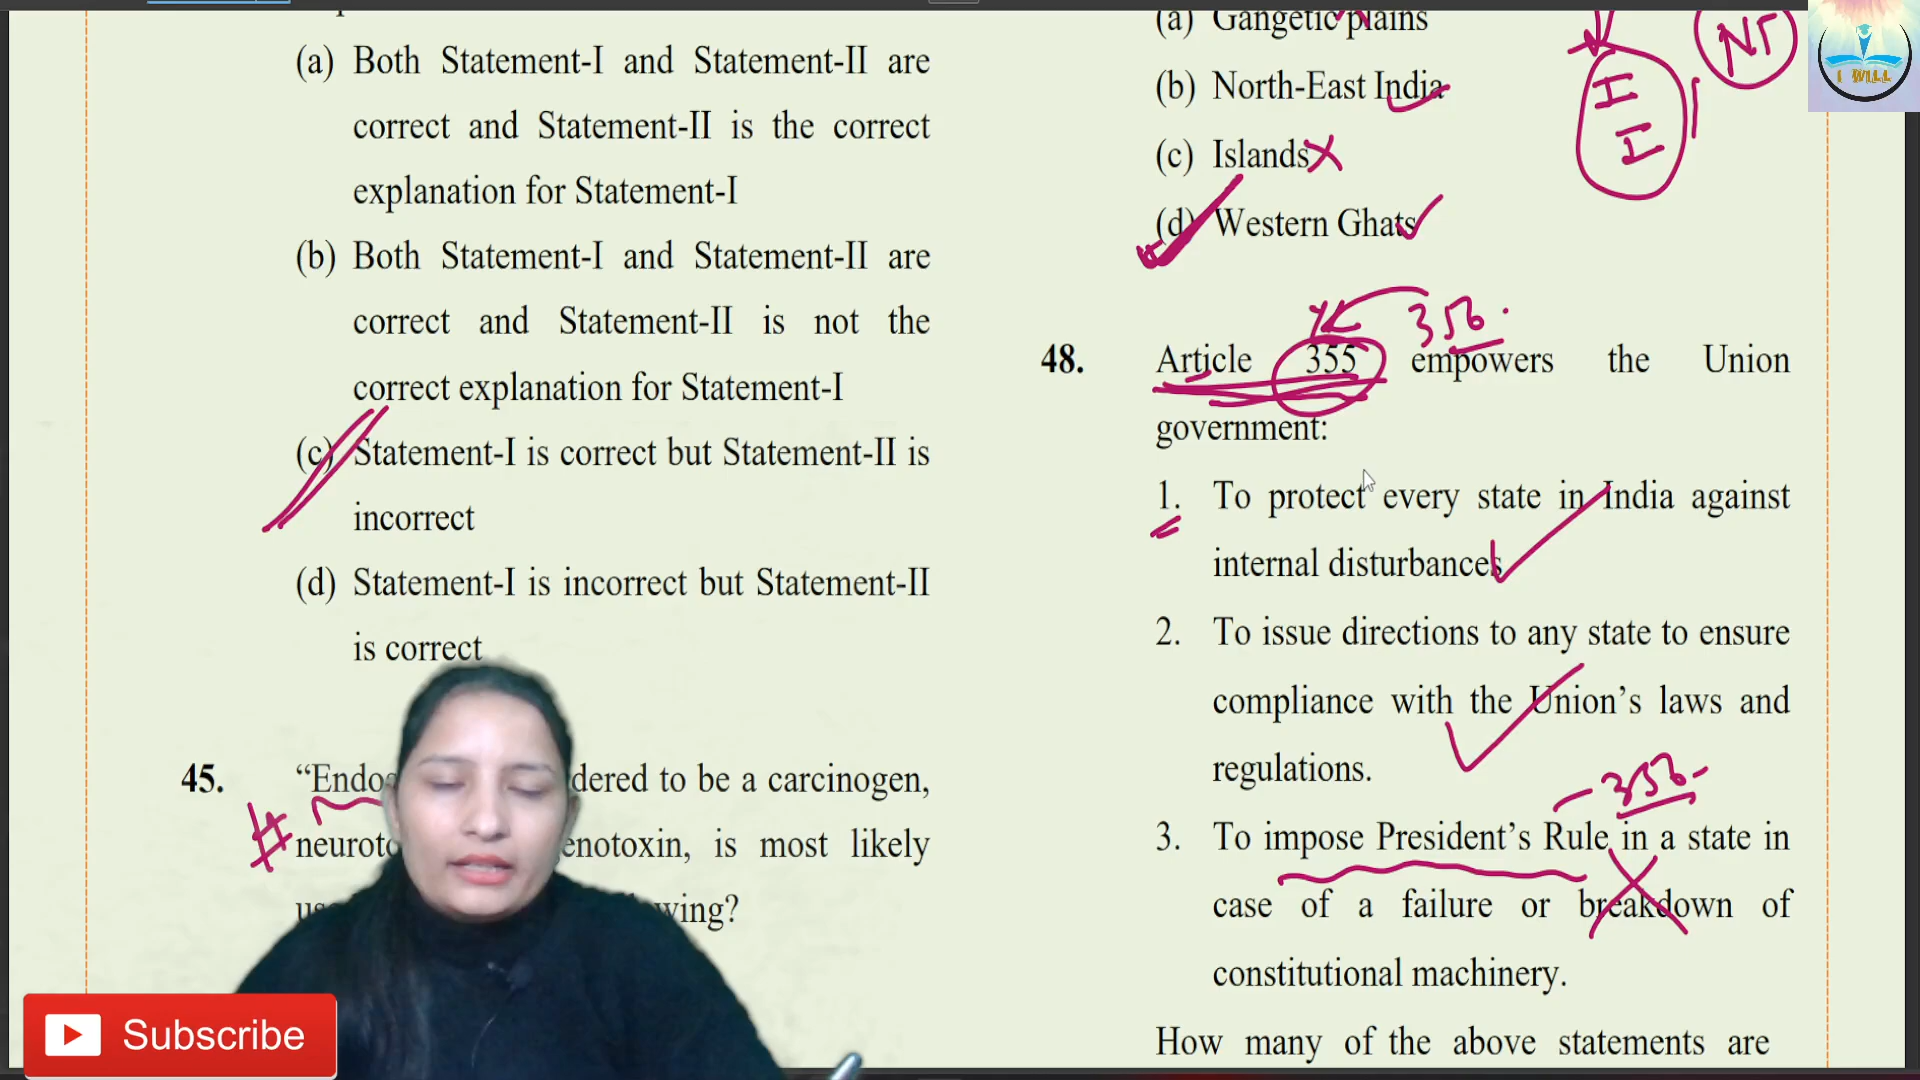 (a) Both Statement-I and Statement-II are
correct and Statement-II is the correct
explanation for Statement-I
(b) Both Statement-I and Statement-II are
correct and Statement-II is not the
correct explanation for Statement-I
(c) Statement-I is correct but Statement-II is
incorrect
(d) Statement-I is incorrect but Statement-II
is correct
45. “Endo dered to be a carcinogen,
enotoxin, is most likely
wing?
Subscribe
(a) Gangetic plains
(b) North-East India
(c) Islands
(d) Western Ghats
NT
I
I
I WILL
356.
48. Article 355 empowers the Union
government:
1. To protect every state in India against
internal disturbances
2. To issue directions to any state to ensure
compliance with the Union’s laws and
regulations.
- 356 -
3. To impose President’s Rule in a state in
case of a failure or breakdown of
constitutional machinery.
How many of the above statements are